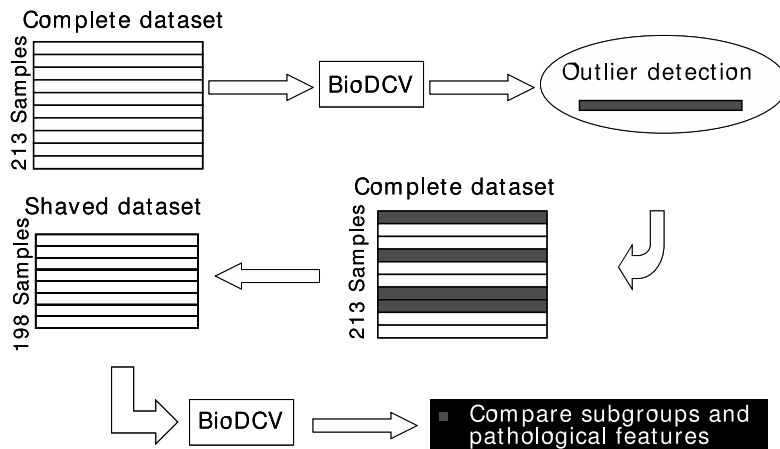 Complete dataset
213 Samples
BioDCV
Outlier detection
Complete dataset
213 Samples
Shaved dataset
198 Samples
BioDCV
Compare subgroups and
pathological features